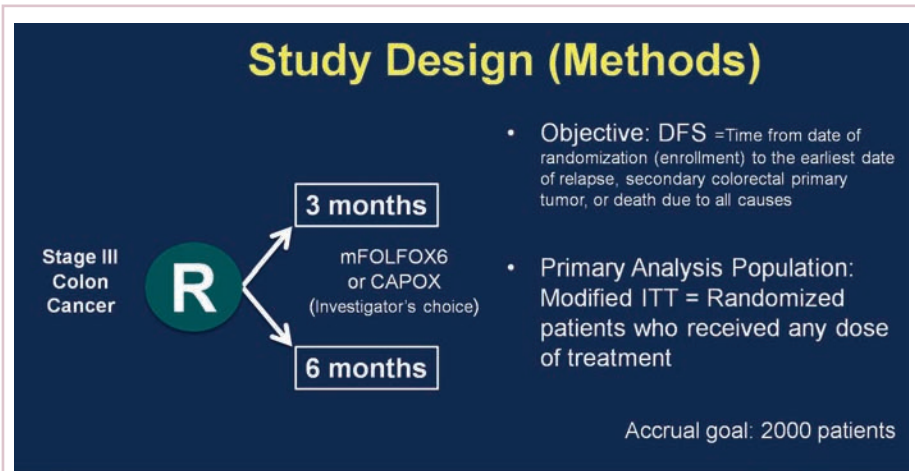 Study Design (Methods)
Stage III
Colon
Cancer
R
3 months
mFOLFOX6
or CAPOX
(Investigator's choice)
6 months
• Objective: DFS =Time from date of
randomization (enrollment) to the earliest date
of relapse, secondary colorectal primary
tumor, or death due to all causes
• Primary Analysis Population:
Modified ITT = Randomized
patients who received any dose
of treatment
Accrual goal: 2000 patients